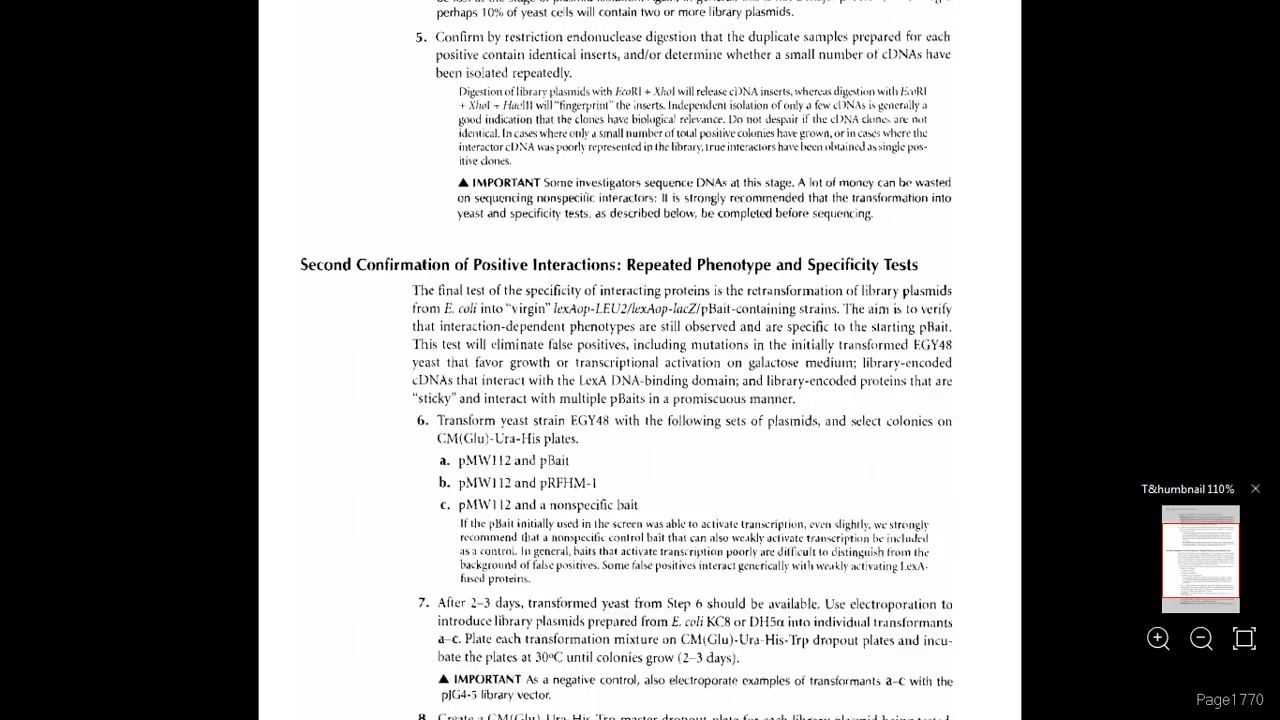 perhaps 10% of yeast cells will contain two or more library plasmids.
5. Confirm by restriction endonuclease digestion that the duplicate samples prepared for each
positive contain identical inserts, and/or determine whether a small number of cDNAs have
been isolated repeatedly.
Digestion of library plasmids with EcoRI + XhoI will release cDNA inserts, whereas digestion with EcoRI
+ XhoI + HaeIII will "fingerprint" the inserts. Independent isolation of only a few cDNAs is generally a
good indication that the clones have biological relevance. Do not despair if the cDNA clones are not
identical. In cases where only a small number of total positive colonies have grown, or in cases where the
interactor cDNA was poorly represented in the library, true interactors have been obtained as single pos-
itive clones.
▲ IMPORTANT Some investigators sequence DNAs at this stage. A lot of money can be wasted
on sequencing nonspecific interactors: It is strongly recommended that the transformation into
yeast and specificity tests, as described below, be completed before sequencing.
Second Confirmation of Positive Interactions: Repeated Phenotype and Specificity Tests
The final test of the specificity of interacting proteins is the retransformation of library plasmids
from E. coli into "virgin" lexAop-LEU2/lexAop-lacZ/pBait-containing strains. The aim is to verify
that interaction-dependent phenotypes are still observed and are specific to the starting pBait.
This test will eliminate false positives, including mutations in the initially transformed EGY48
yeast that favor growth or transcriptional activation on galactose medium; library-encoded
cDNAs that interact with the LexA DNA-binding domain; and library-encoded proteins that are
"sticky" and interact with multiple pBaits in a promiscuous manner.
6. Transform yeast strain EGY48 with the following sets of plasmids, and select colonies on
CM(Glu)-Ura-His plates.
a. pMW112 and pBait
b. pMW112 and pRFHM-1
c. pMW112 and a nonspecific bait
If the pBait initially used in the screen was able to activate transcription, even slightly, we strongly
recommend that a nonspecific control bait that can also weakly activate transcription be included
as a control. In general, baits that activate transcription poorly are difficult to distinguish from the
background of false positives. Some false positives interact generically with weakly activating LexA-
fused proteins.
7. After 2–3 days, transformed yeast from Step 6 should be available. Use electroporation to
introduce library plasmids prepared from E. coli KC8 or DH5α into individual transformants
a–c. Plate each transformation mixture on CM(Glu)-Ura-His-Trp dropout plates and incu-
bate the plates at 30ºC until colonies grow (2–3 days).
▲ IMPORTANT As a negative control, also electroporate examples of transformants a–c with the
pJG4-5 library vector.
8. Create a CM(Glu)-Ura-His-Trp master dropout plate for each library plasmid being tested.
T&thumbnail 110%
Page1770